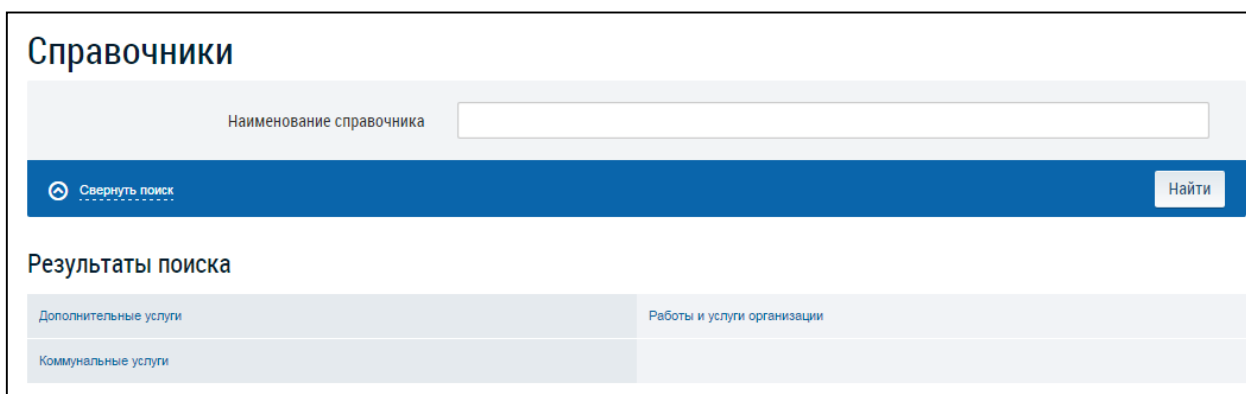 Справочники
Наименование справочника
Свернуть поиск
Найти
Результаты поиска
Дополнительные услуги
Работы и услуги организации
Коммунальные услуги